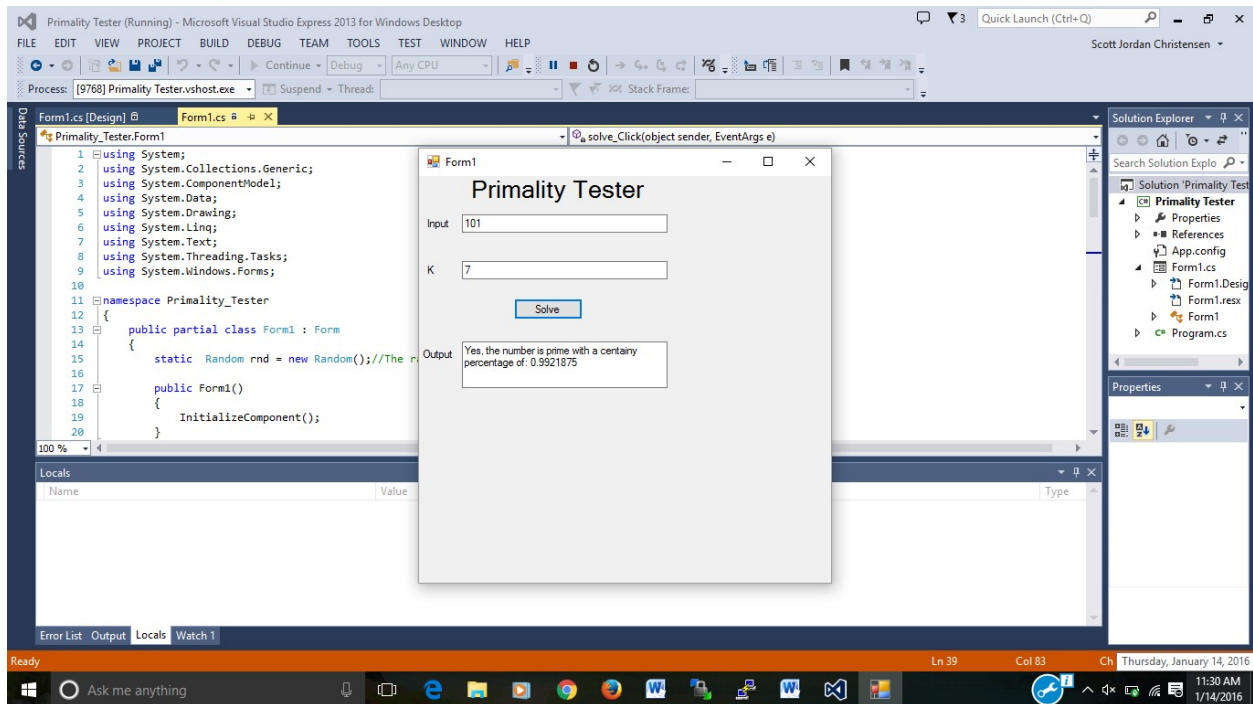 Primality Tester (Running) - Microsoft Visual Studio Express 2013 for Windows Desktop
3
Quick Launch (Ctrl+Q)
FILE EDIT VIEW PROJECT BUILD DEBUG TEAM TOOLS TEST WINDOW HELP
Scott Jordan Christensen
Continue
Debug
Any CPU
Process: [9768] Primality Tester.vshost.exe
Suspend
Thread:
Stack Frame:
Data Sources
Form1.cs [Design]
Form1.cs
Primality_Tester.Form1
solve_Click(object sender, EventArgs e)
1 using System;
2 using System.Collections.Generic;
3 using System.ComponentModel;
4 using System.Data;
5 using System.Drawing;
6 using System.Linq;
7 using System.Text;
8 using System.Threading.Tasks;
9 using System.Windows.Forms;
10
11 namespace Primality_Tester
12 {
13 public partial class Form1 : Form
14 {
15 static Random rnd = new Random();//The r
16
17 public Form1()
18 {
19 InitializeComponent();
20 }
100 %
Form1
Primality Tester
Input 101
K 7
Solve
Output Yes, the number is prime with a centainy
percentage of: 0.9921875
Solution Explorer
Search Solution Explo
Solution 'Primality Test
Primality Tester
Properties
References
App.config
Form1.cs
Form1.Desig
Form1.resx
Form1
Program.cs
Properties
Locals
Name Value Type
Error List Output Locals Watch 1
Ready
Ln 39 Col 83 Ch
Thursday, January 14, 2016
Ask me anything
11:30 AM
1/14/2016